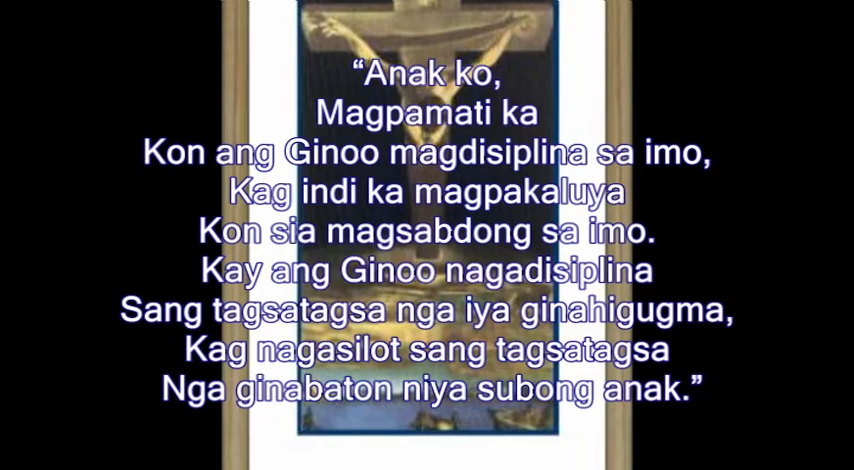 “Anak ko,
Magpamati ka
Kon ang Ginoo magdisiplina sa imo,
Kag indi ka magpakaluya
Kon sia magsabdong sa imo.
Kay ang Ginoo nagadisiplina
Sang tagsatagsa nga iya ginahigugma,
Kag nagasilot sang tagsatagsa
Nga ginabaton niya subong anak.”